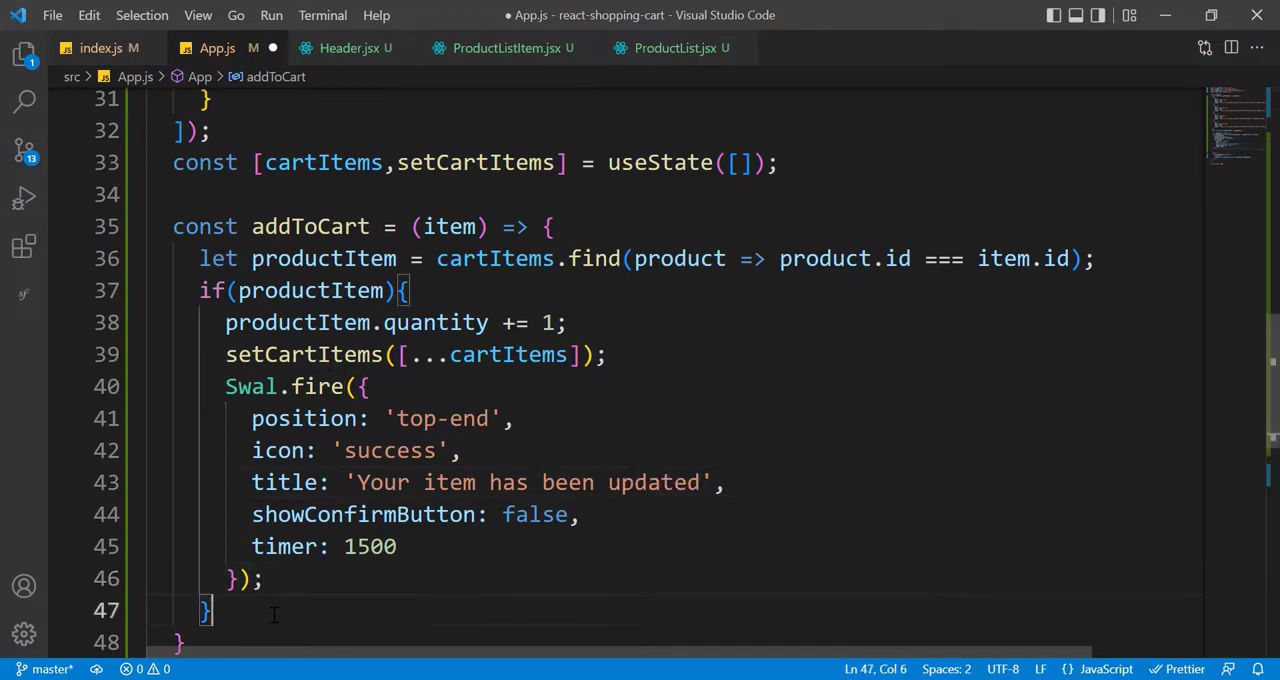 File Edit Selection View Go Run Terminal Help ● App.js - react-shopping-cart - Visual Studio Code
JS index.js M JS App.js M ● Header.jsx U ProductListItem.jsx U ProductList.jsx U ...
src > JS App.js > App > addToCart
31 }
32 ]);
33 const [cartItems,setCartItems] = useState([]);
34
35 const addToCart = (item) => {
36 let productItem = cartItems.find(product => product.id === item.id);
37 if(productItem){
38 productItem.quantity += 1;
39 setCartItems([...cartItems]);
40 Swal.fire({
41 position: 'top-end',
42 icon: 'success',
43 title: 'Your item has been updated',
44 showConfirmButton: false,
45 timer: 1500
46 });
47 }
48 }
1
13
master* 0 0 Ln 47, Col 6 Spaces: 2 UTF-8 LF {} JavaScript Prettier